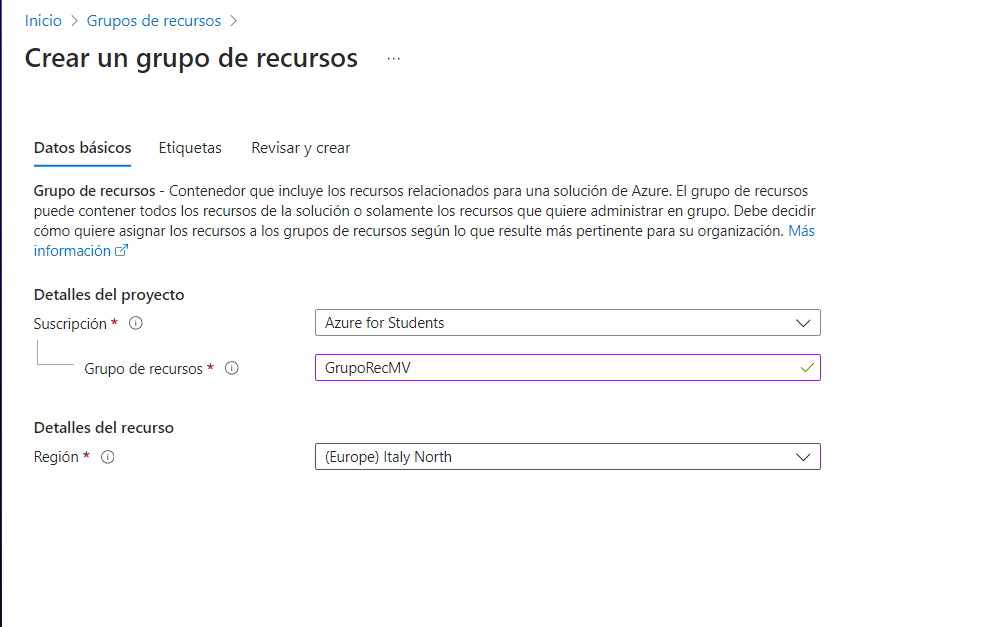 Inicio > Grupos de recursos >
Crear un grupo de recursos ...
Datos básicos Etiquetas Revisar y crear
Grupo de recursos - Contenedor que incluye los recursos relacionados para una solución de Azure. El grupo de recursos
puede contener todos los recursos de la solución o solamente los recursos que quiere administrar en grupo. Debe decidir
cómo quiere asignar los recursos a los grupos de recursos según lo que resulte más pertinente para su organización. Más
información
Detalles del proyecto
Suscripción * Azure for Students
Grupo de recursos * GrupoRecMV
Detalles del recurso
Región * (Europe) Italy North